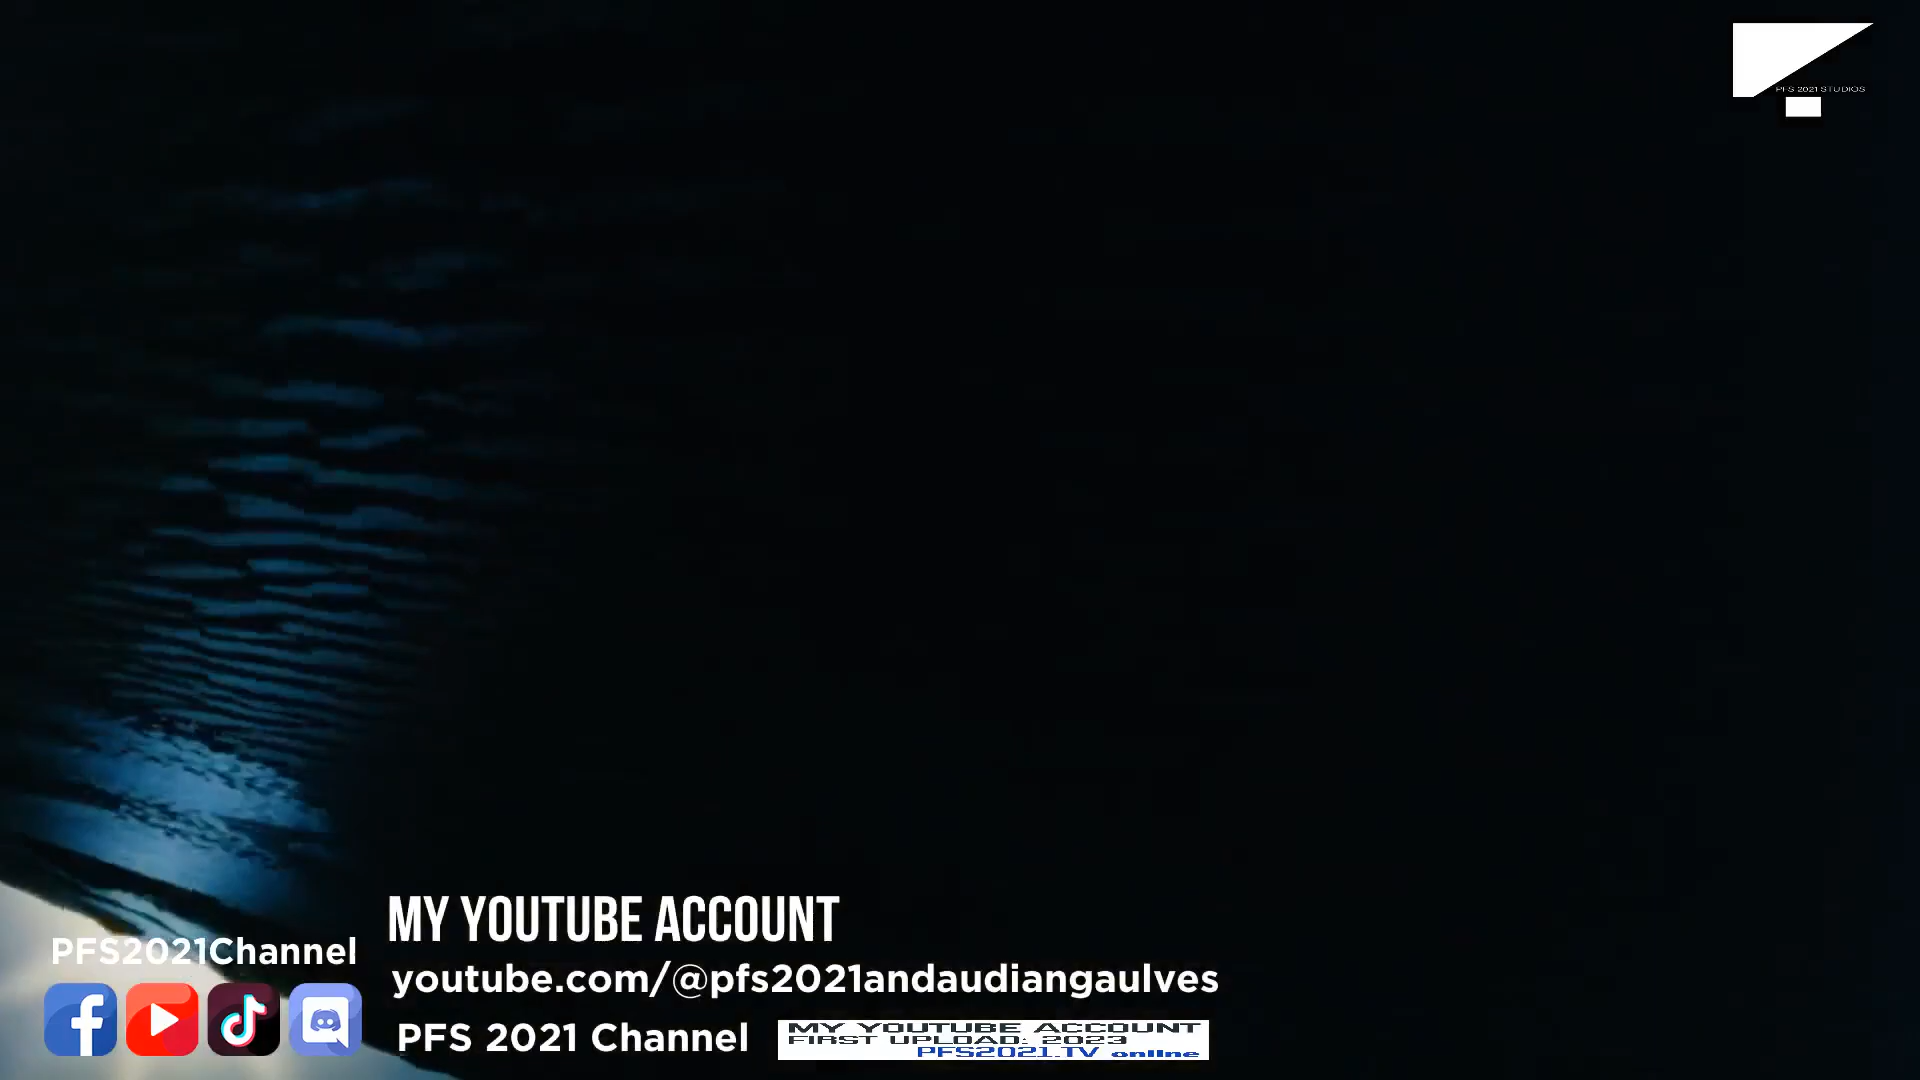 PFS 2021 STUDIOS
MY YOUTUBE ACCOUNT
PFS2021Channel
youtube.com/@pfs2021andaudiangaulves
PFS 2021 Channel
MY YOUTUBE ACCOUNT
FIRST UPLOAD: 2023
PFS2021.TV online